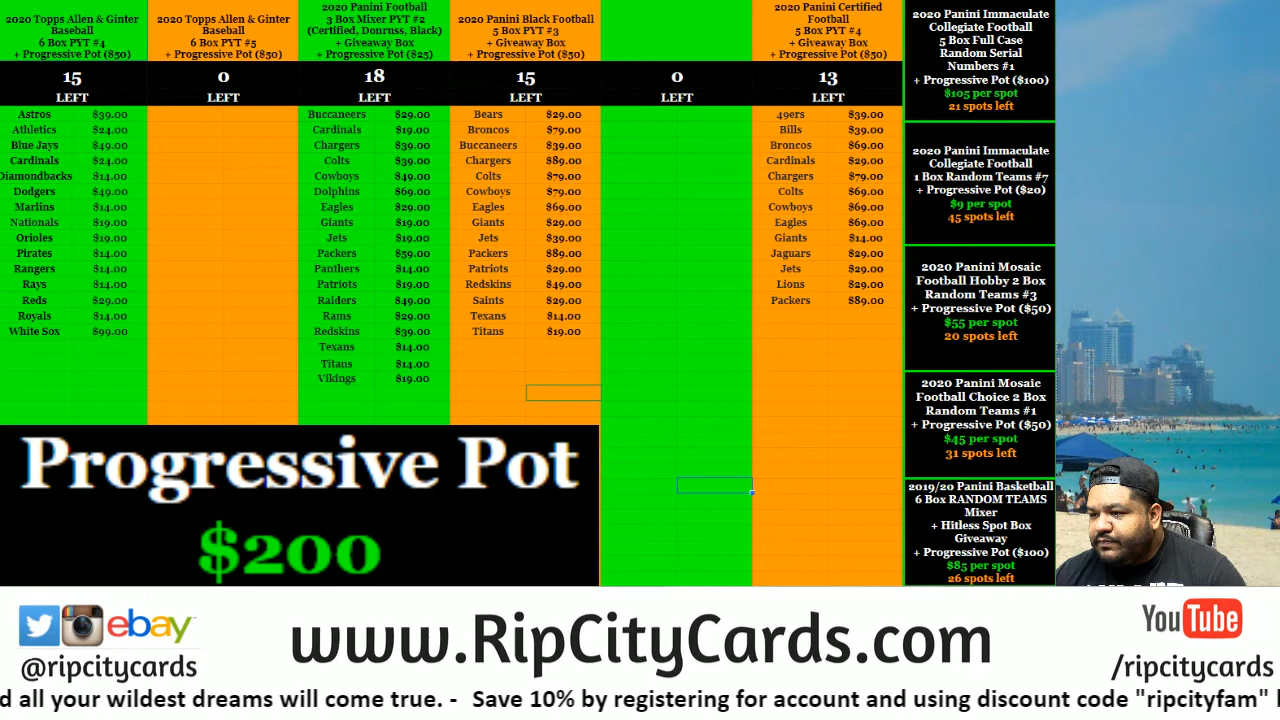 2020 Topps Allen & Ginter
Baseball
6 Box PYT #4
+ Progressive Pot ($50)
15
LEFT
Astros $39.00
Athletics $24.00
Blue Jays $49.00
Cardinals $24.00
Diamondbacks $14.00
Dodgers $49.00
Marlins $14.00
Nationals $19.00
Orioles $19.00
Pirates $14.00
Rangers $14.00
Rays $14.00
Reds $29.00
Royals $14.00
White Sox $99.00
2020 Topps Allen & Ginter
Baseball
6 Box PYT #5
+ Progressive Pot ($50)
0
LEFT
2020 Panini Football
3 Box Mixer PYT #2
(Certified, Donruss, Black)
+ Giveaway Box
+ Progressive Pot ($25)
18
LEFT
Buccaneers $29.00
Cardinals $19.00
Chargers $39.00
Colts $39.00
Cowboys $49.00
Dolphins $69.00
Eagles $29.00
Giants $19.00
Jets $19.00
Packers $59.00
Panthers $14.00
Patriots $19.00
Raiders $49.00
Rams $29.00
Redskins $39.00
Texans $14.00
Titans $14.00
Vikings $19.00
2020 Panini Black Football
5 Box PYT #3
+ Giveaway Box
+ Progressive Pot ($50)
15
LEFT
Bears $29.00
Broncos $79.00
Buccaneers $39.00
Chargers $89.00
Colts $79.00
Cowboys $79.00
Eagles $69.00
Giants $29.00
Jets $39.00
Packers $89.00
Patriots $29.00
Redskins $49.00
Saints $29.00
Texans $14.00
Titans $19.00
0
LEFT
2020 Panini Certified
Football
5 Box PYT #4
+ Giveaway Box
+ Progressive Pot ($50)
13
LEFT
49ers $39.00
Bills $39.00
Broncos $69.00
Cardinals $29.00
Chargers $79.00
Colts $69.00
Cowboys $69.00
Eagles $69.00
Giants $14.00
Jaguars $29.00
Jets $29.00
Lions $29.00
Packers $89.00
2020 Panini Immaculate
Collegiate Football
5 Box Full Case
Random Serial
Numbers #1
+ Progressive Pot ($100)
$105 per spot
21 spots left
2020 Panini Immaculate
Collegiate Football
1 Box Random Teams #7
+ Progressive Pot ($20)
$9 per spot
45 spots left
2020 Panini Mosaic
Football Hobby 2 Box
Random Teams #3
+ Progressive Pot ($50)
$55 per spot
20 spots left
2020 Panini Mosaic
Football Choice 2 Box
Random Teams #1
+ Progressive Pot ($50)
$45 per spot
31 spots left
2019/20 Panini Basketball
6 Box RANDOM TEAMS
Mixer
+ Hitless Spot Box
Giveaway
+ Progressive Pot ($100)
$85 per spot
26 spots left
Progressive Pot
$200
ebay
@ripcitycards
www.RipCityCards.com
YouTube
/ripcitycards
d all your wildest dreams will come true. - Save 10% by registering for account and using discount code "ripcityfam"